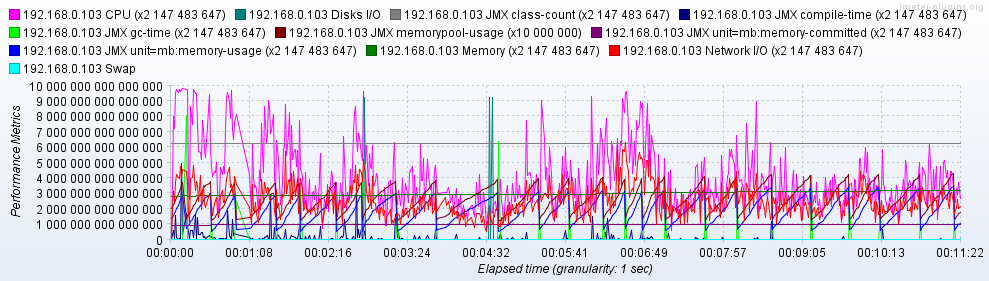 jmeter-plugins.org
192.168.0.103 CPU (x2 147 483 647) 192.168.0.103 Disks I/O 192.168.0.103 JMX class-count (x2 147 483 647) 192.168.0.103 JMX compile-time (x2 147 483 647)
192.168.0.103 JMX gc-time (x2 147 483 647) 192.168.0.103 JMX memorypool-usage (x10 000 000) 192.168.0.103 JMX unit=mb:memory-committed (x2 147 483 647)
192.168.0.103 JMX unit=mb:memory-usage (x2 147 483 647) 192.168.0.103 Memory (x2 147 483 647) 192.168.0.103 Network I/O (x2 147 483 647)
192.168.0.103 Swap
10 000 000 000 000 000
9 000 000 000 000 000
8 000 000 000 000 000
7 000 000 000 000 000
6 000 000 000 000 000
5 000 000 000 000 000
4 000 000 000 000 000
3 000 000 000 000 000
2 000 000 000 000 000
1 000 000 000 000 000
0
Performance Metrics
00:00:00 00:01:08 00:02:16 00:03:24 00:04:32 00:05:41 00:06:49 00:07:57 00:09:05 00:10:13 00:11:22
Elapsed time (granularity: 1 sec)